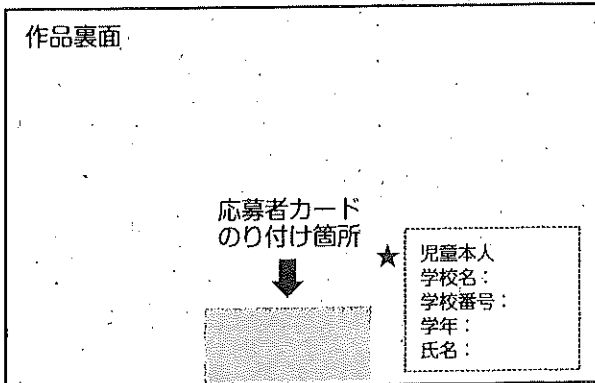 作品裏面
応募者カード
のり付け箇所
★
児童本人
学校名：
学校番号：
学年：
氏名：